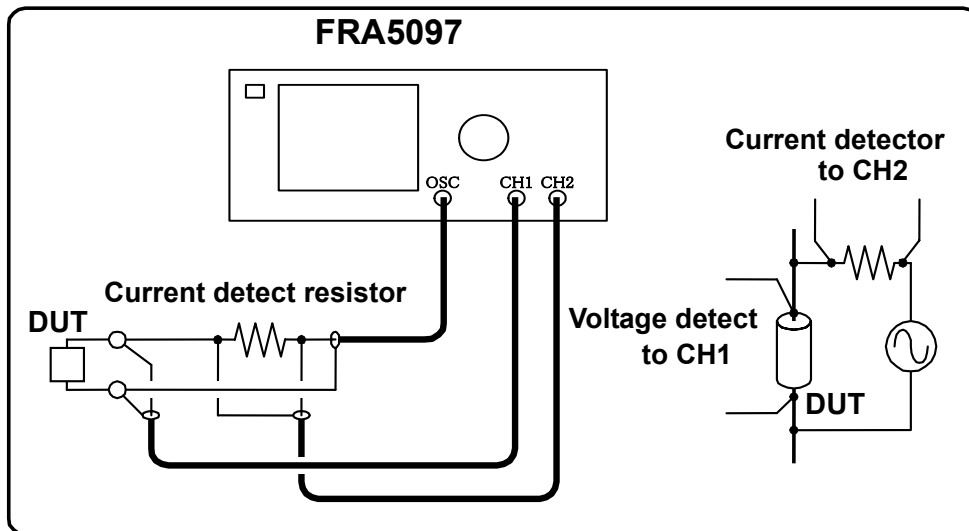 FRA5097
OSC CH1 CH2
Current detect resistor
DUT
Current detector
to CH2
Voltage detect
to CH1
DUT